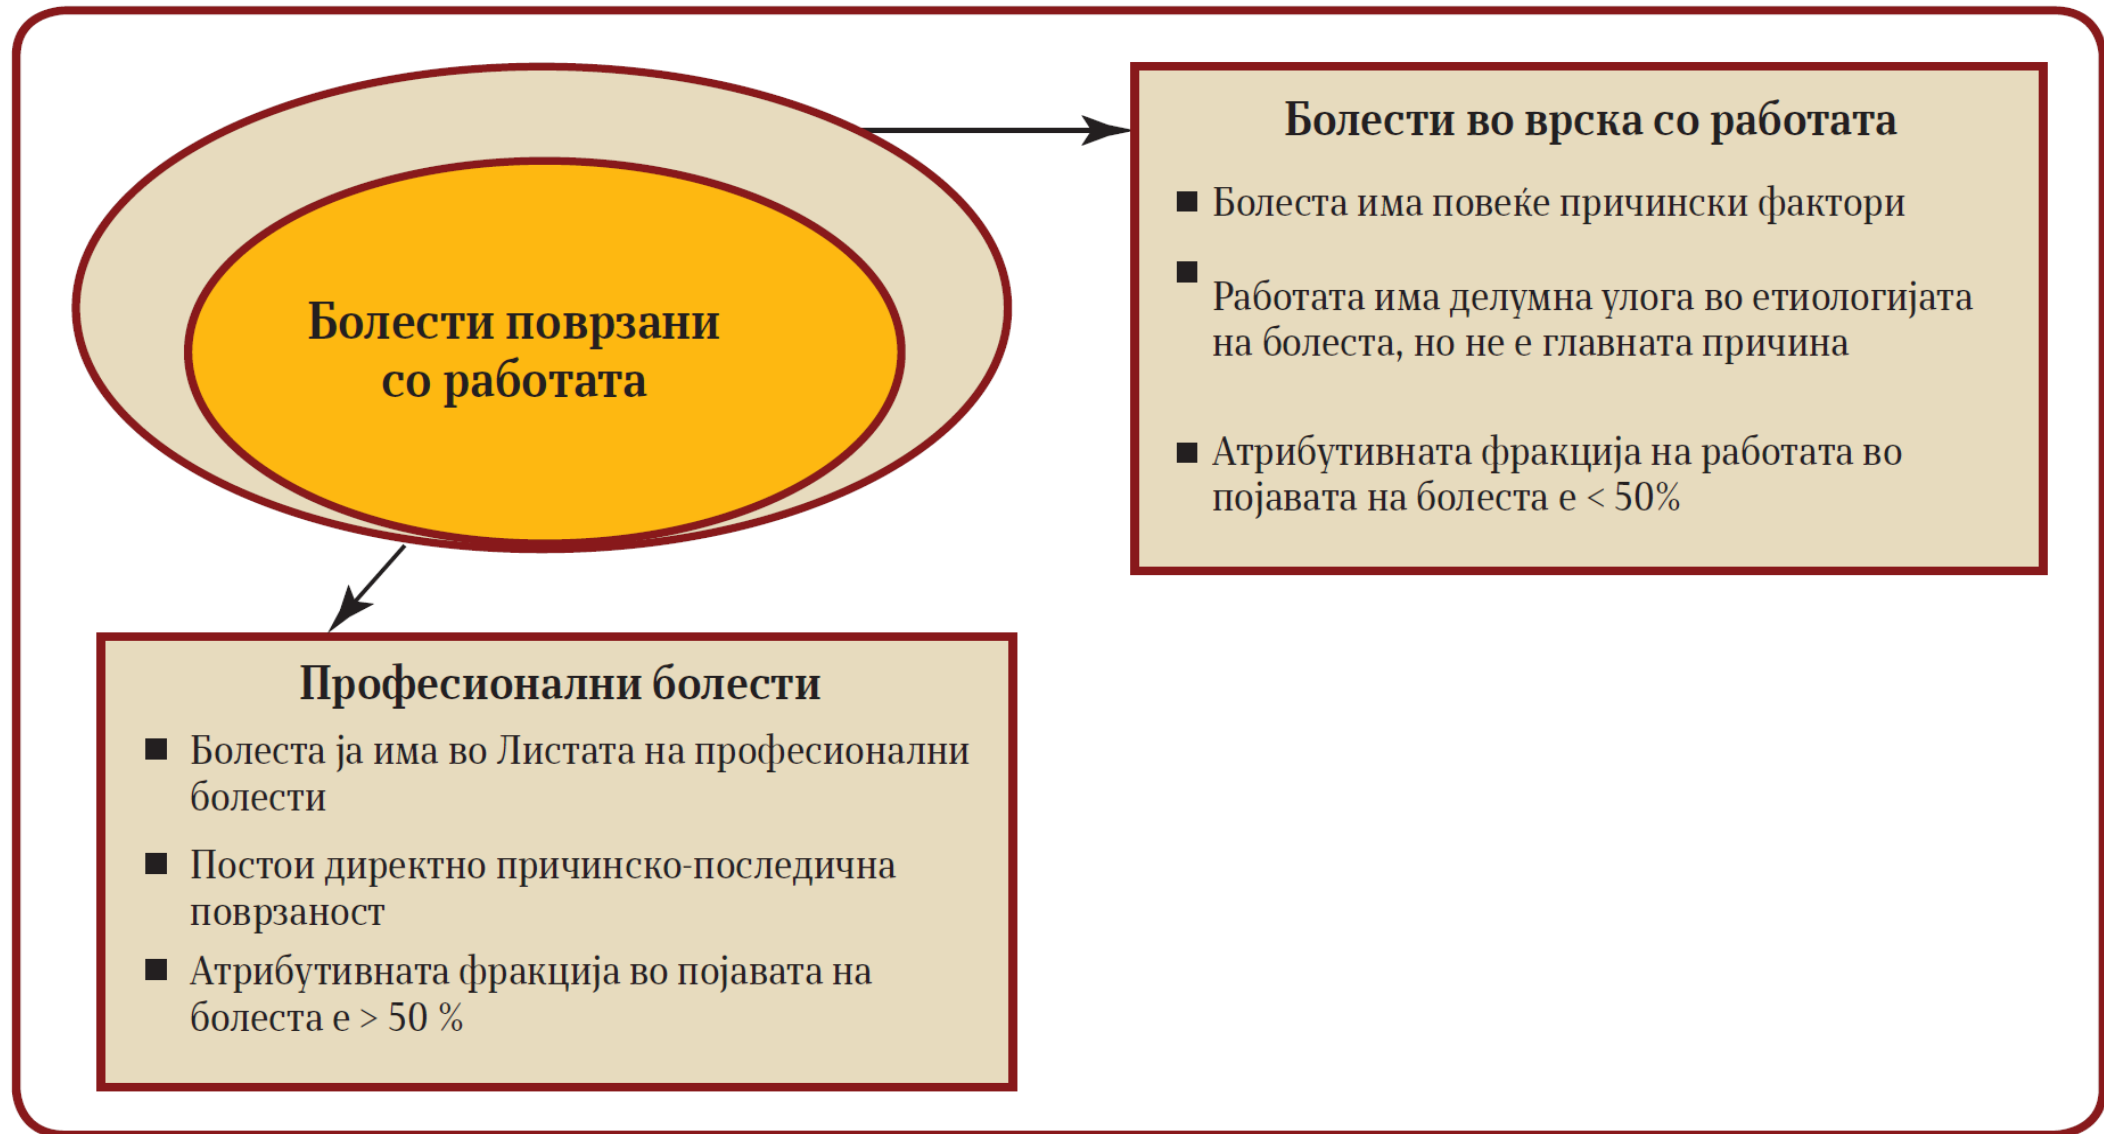 Болести поврзани
со работата
Болести во врска со работата
■ Болеста има повеќе причински фактори
■ Работата има делумна улога во етиологијата
на болеста, но не е главната причина
■ Атрибутивната фракција на работата во
појавата на болеста е < 50%
Професионални болести
■ Болеста ја има во Листата на професионални
болести
■ Постои директно причинско-последична
поврзаност
■ Атрибутивната фракција во појавата на
болеста е > 50 %